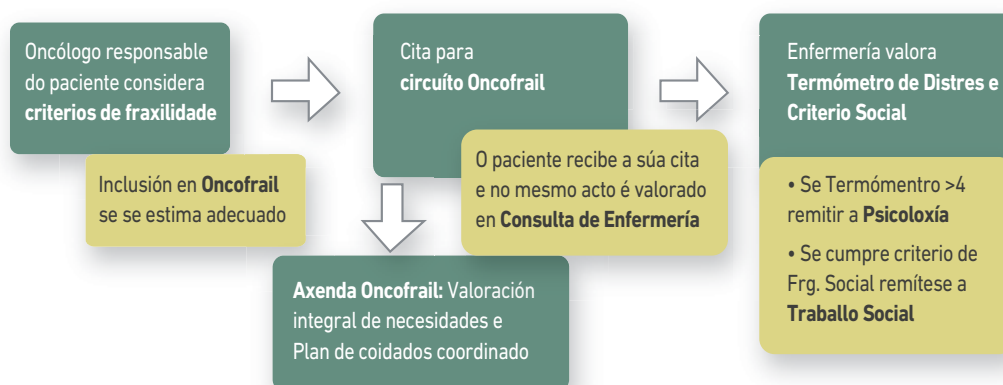 Oncólogo responsable
do paciente considera
criterios de fraxilidade
Inclusión en Oncofrail
se se estima adecuado
Cita para
circuíto Oncofrail
O paciente recibe a súa cita
e no mesmo acto é valorado
en Consulta de Enfermería
Axenda Oncofrail: Valoración
integral de necesidades e
Plan de coidados coordinado
Enfermería valora
Termómetro de Distres e
Criterio Social
• Se Termómentro >4
remitir a Psicoloxía
• Se cumpre criterio de
Frg. Social remítese a
Traballo Social